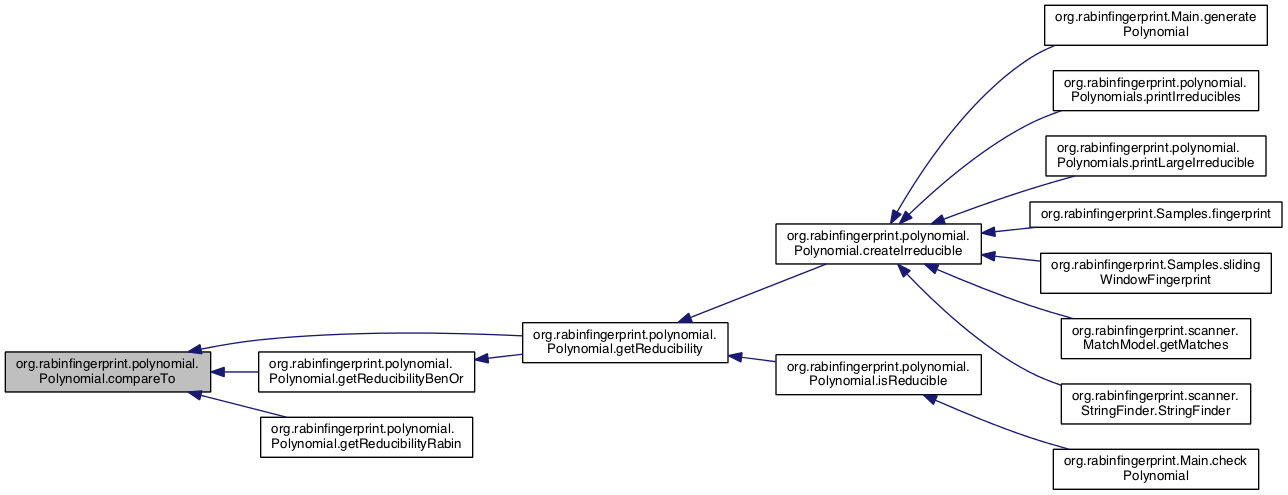 org.rabinfingerprint.polynomial.
Polynomial.compareTo
org.rabinfingerprint.polynomial.
Polynomial.getReducibility
org.rabinfingerprint.polynomial.
Polynomial.getReducibilityBenOr
org.rabinfingerprint.polynomial.
Polynomial.getReducibilityRabin
org.rabinfingerprint.polynomial.
Polynomial.createIrreducible
org.rabinfingerprint.polynomial.
Polynomial.isReducible
org.rabinfingerprint.Main.generate
Polynomial
org.rabinfingerprint.polynomial.
Polynomials.printIrreducibles
org.rabinfingerprint.polynomial.
Polynomials.printLargeIrreducible
org.rabinfingerprint.Samples.fingerprint
org.rabinfingerprint.Samples.sliding
WindowFingerprint
org.rabinfingerprint.scanner.
MatchModel.getMatches
org.rabinfingerprint.scanner.
StringFinder.StringFinder
org.rabinfingerprint.Main.check
Polynomial